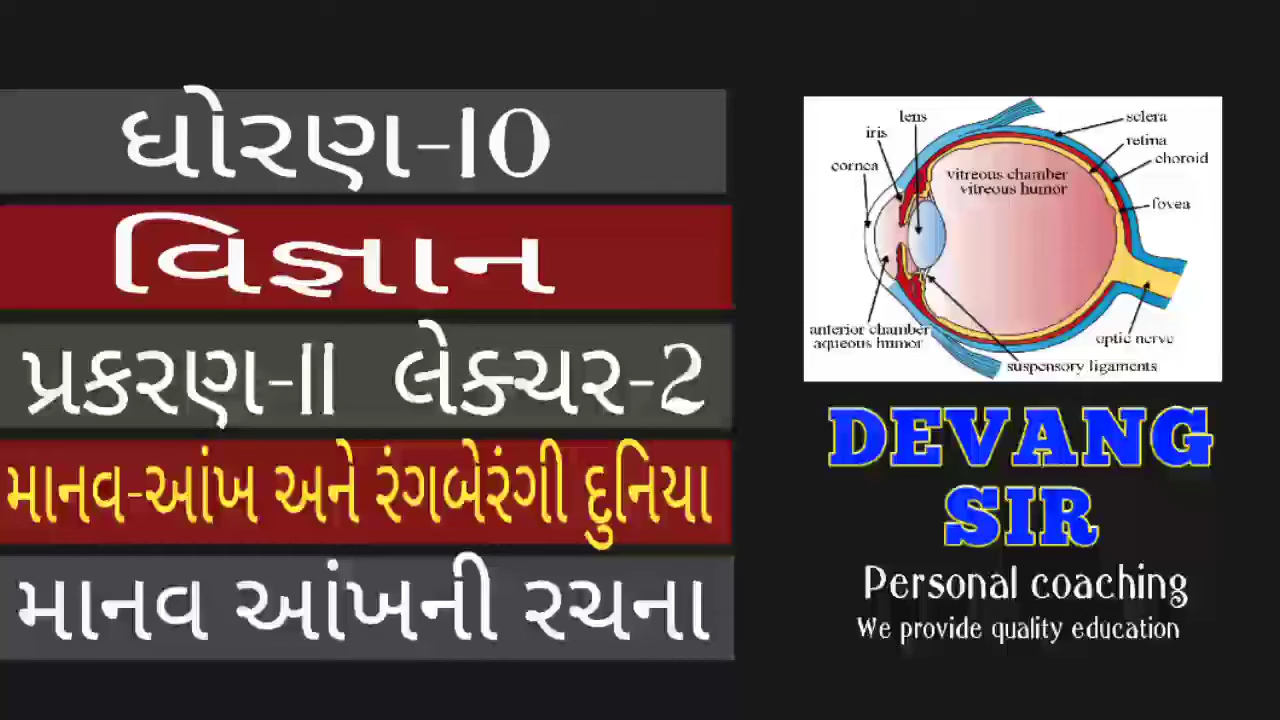 ધોરણ-10
વિજ્ઞાન
પ્રકરણ-11 લેક્ચર-2
માનવ-આંખ અને રંગબેરંગી દુનિયા
માનવ આંખની રચના
lens
iris
cornea
sclera
retina
choroid
fovea
vitreous chamber
vitreous humor
anterior chamber
aqueous humor
optic nerve
suspensory ligaments
DEVANG
SIR
Personal coaching
We provide quality education